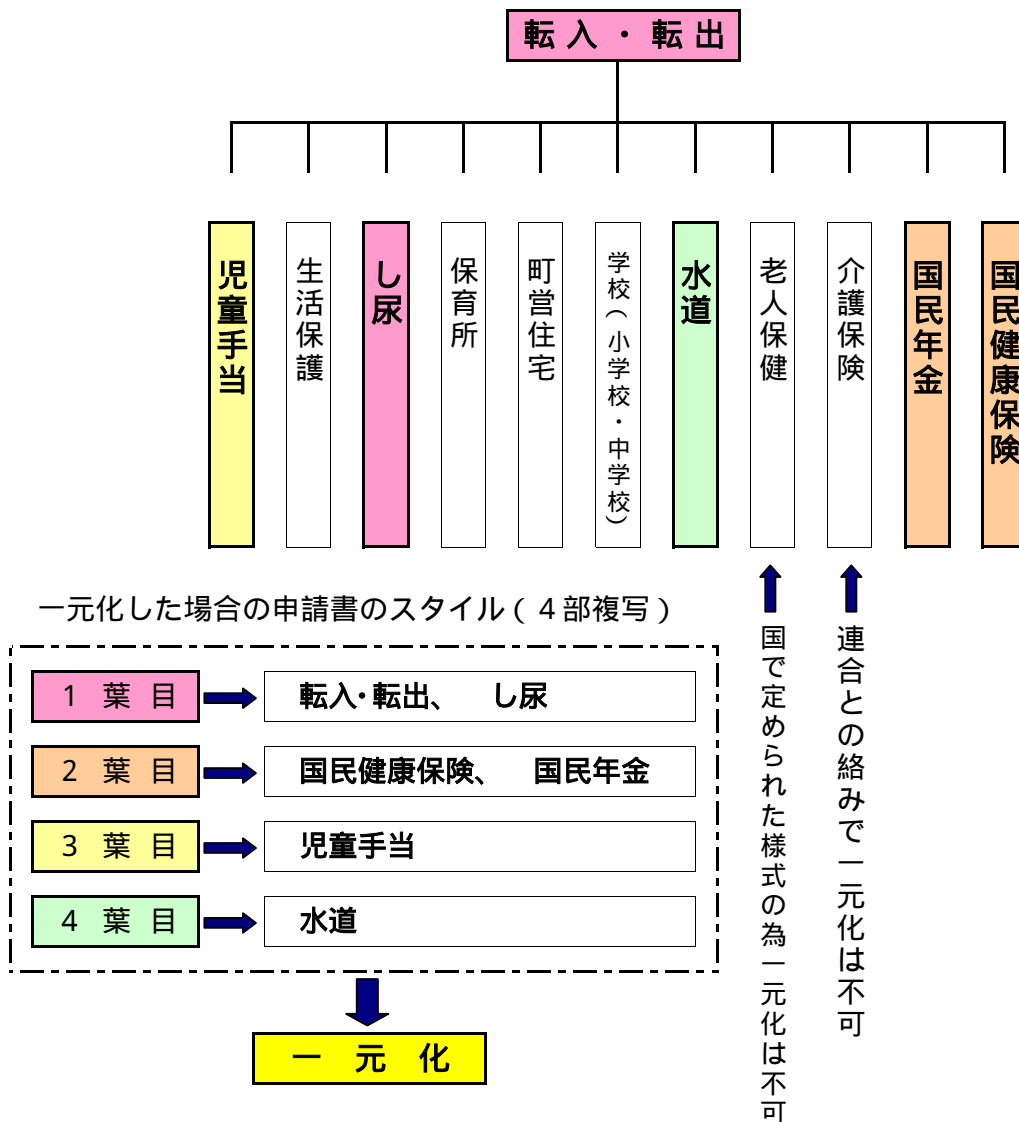 転入・転出
児童手当
生活保護
し尿
保育所
町営住宅
学校(小学校・中学校)
水道
老人保健
介護保険
国民年金
国民健康保険
一元化した場合の申請書のスタイル(4部複写)
1葉目
転入・転出、 し尿
2葉目
国民健康保険、 国民年金
3葉目
児童手当
4葉目
水道
一元化
国で定められた様式の為一元化は不可
連合との絡みで一元化は不可